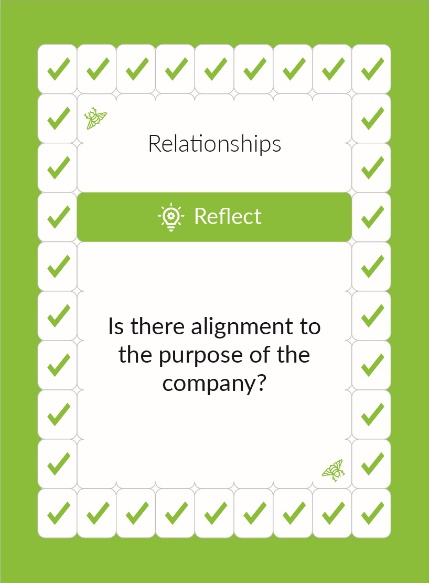 Relationships
Reflect
Is there alignment to
the purpose of the
company?